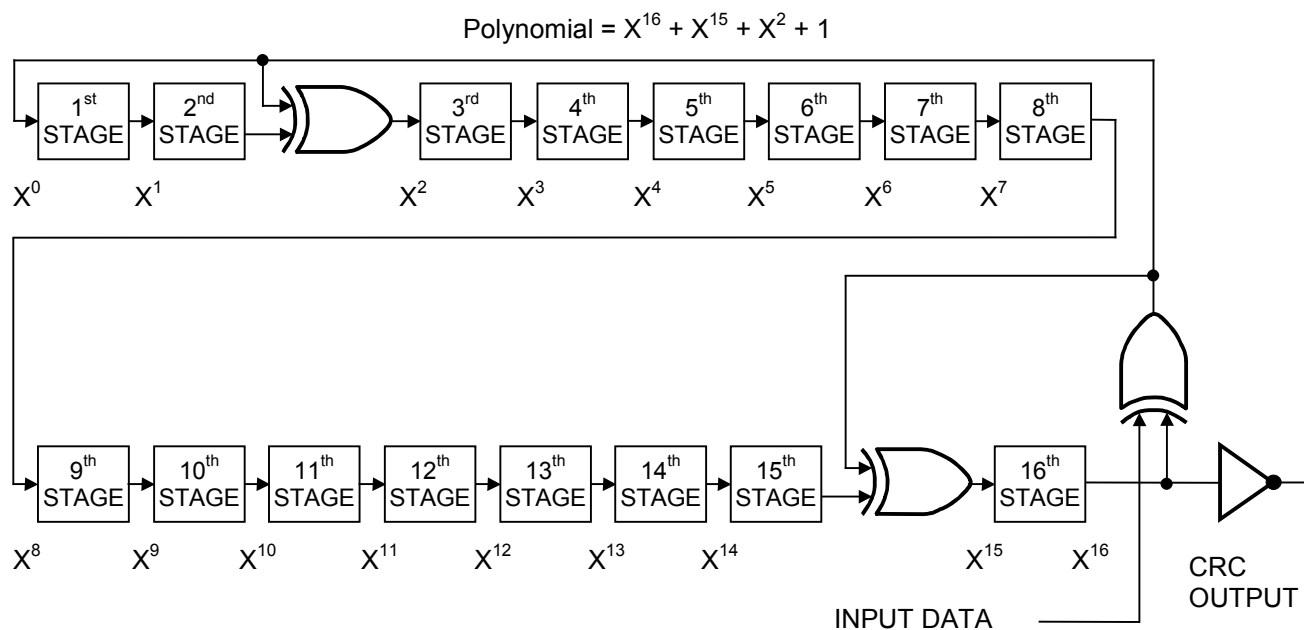 Polynomial = X¹⁶ + X¹⁵ + X² + 1
1ˢᵗ STAGE
2ⁿᵈ STAGE
3ʳᵈ STAGE
4ᵗʰ STAGE
5ᵗʰ STAGE
6ᵗʰ STAGE
7ᵗʰ STAGE
8ᵗʰ STAGE
X⁰ X¹ X² X³ X⁴ X⁵ X⁶ X⁷
9ᵗʰ STAGE
10ᵗʰ STAGE
11ᵗʰ STAGE
12ᵗʰ STAGE
13ᵗʰ STAGE
14ᵗʰ STAGE
15ᵗʰ STAGE
16ᵗʰ STAGE
X⁸ X⁹ X¹⁰ X¹¹ X¹² X¹³ X¹⁴ X¹⁵ X¹⁶
CRC
OUTPUT
INPUT DATA